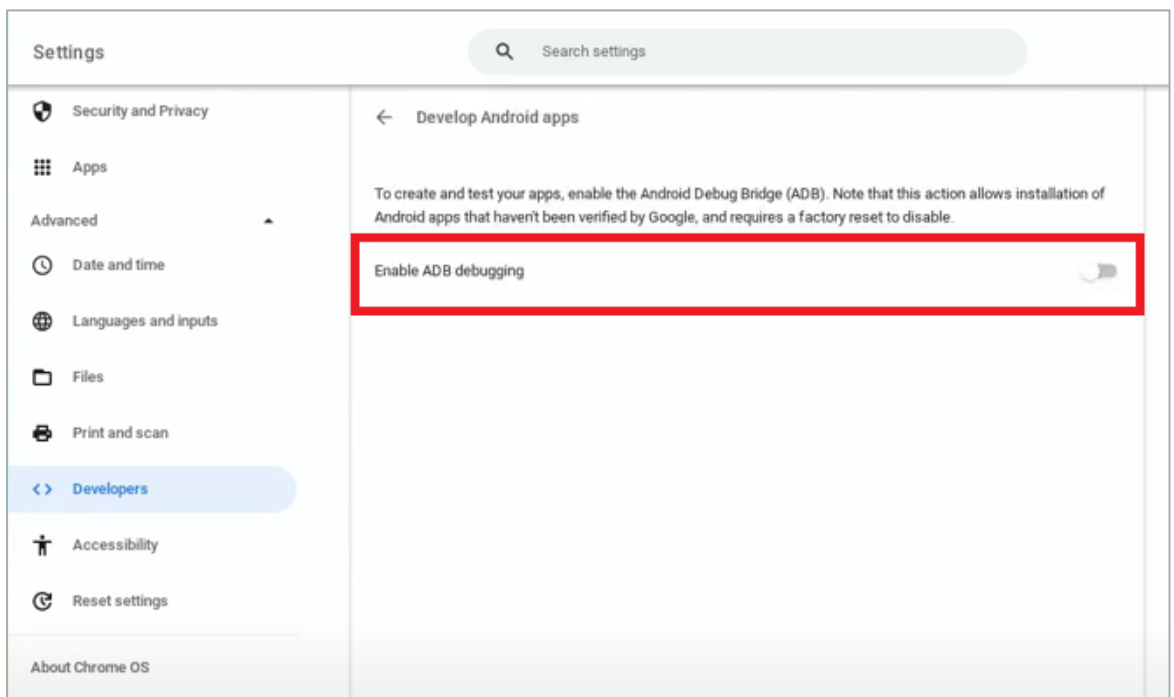 Settings
Search settings
Security and Privacy
Apps
Advanced
Date and time
Languages and inputs
Files
Print and scan
Developers
Accessibility
Reset settings
About Chrome OS
Develop Android apps
To create and test your apps, enable the Android Debug Bridge (ADB). Note that this action allows installation of
Android apps that haven't been verified by Google, and requires a factory reset to disable.
Enable ADB debugging